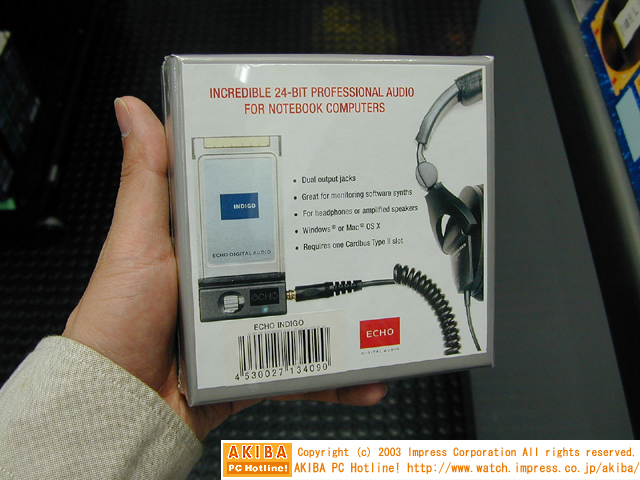 INCREDIBLE 24-BIT PROFESSIONAL AUDIO
FOR NOTEBOOK COMPUTERS
• Dual output jacks
• Great for monitoring software synths
• For headphones or amplified speakers
• Windows® or Mac® OS X
• Requires one Cardbus Type II slot
INDIGO
ECHO DIGITAL AUDIO
ECHO
ECHO INDIGO
4 530027 134090
ECHO
DIGITAL AUDIO
AKIBA
PC Hotline!
Copyright (c) 2003 Impress Corporation All rights reserved.
AKIBA PC Hotline! http://www.watch.impress.co.jp/akiba/